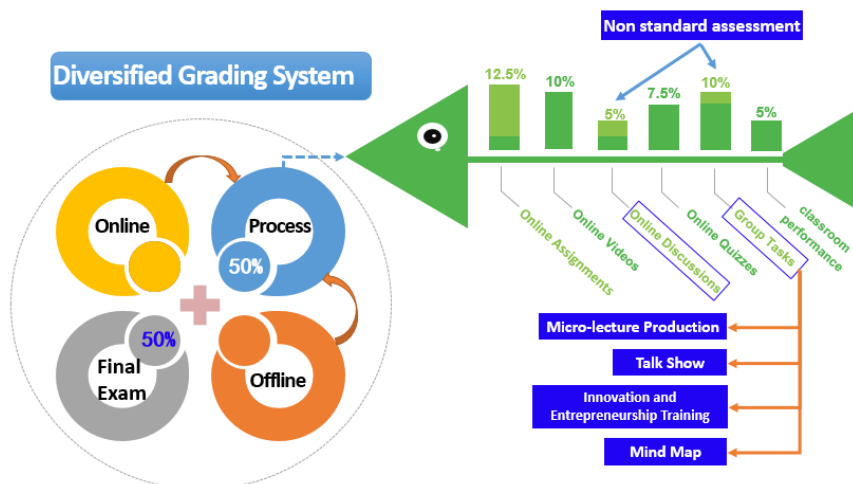 Diversified Grading System
Online
Process
50%
50%
Final
Exam
Offline
Non standard assessment
12.5%
10%
5%
7.5%
10%
5%
Online Assignments
Online Videos
Online Discussions
Online Quizzes
Group Tasks
classroom
performance
Micro-lecture Production
Talk Show
Innovation and
Entrepreneurship Training
Mind Map